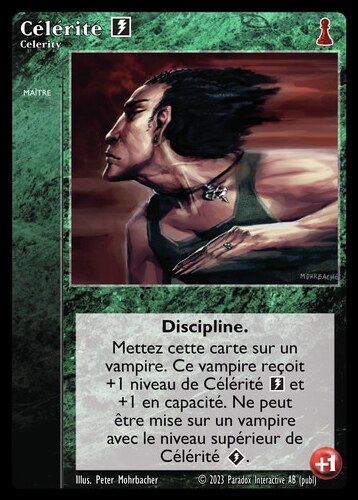 Célérité
Celerity
MAÎTRE
MOHRBACHE
Discipline.
Mettez cette carte sur un
vampire. Ce vampire reçoit
+1 niveau de Célérité et
+1 en capacité. Ne peut
être mise sur un vampire
avec le niveau supérieur de
Célérité .
+1
Illus. Peter Mohrbacher © 2023 Paradox Interactive AB (publ)